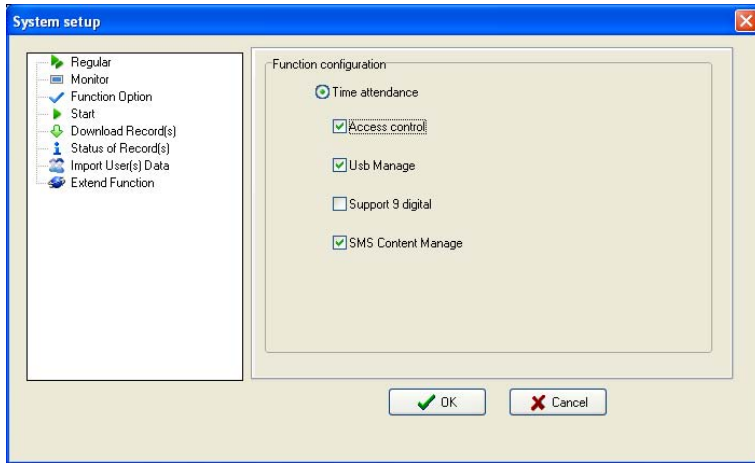 System setup
Regular
Monitor
Function Option
Start
Download Record(s)
Status of Record(s)
Import User(s) Data
Extend Function
Function configuration
Time attendance
Access control
Usb Manage
Support 9 digital
SMS Content Manage
OK
Cancel